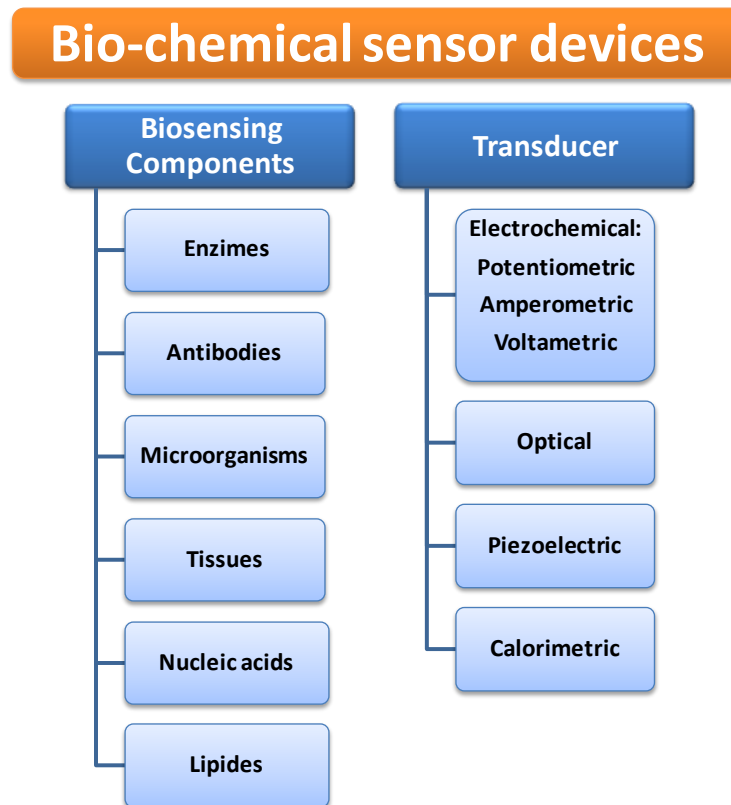 Bio-chemical sensor devices
Biosensing
Components
Enzimes
Antibodies
Microorganisms
Tissues
Nucleic acids
Lipides
Transducer
Electrochemical:
Potentiometric
Amperometric
Voltametric
Optical
Piezoelectric
Calorimetric